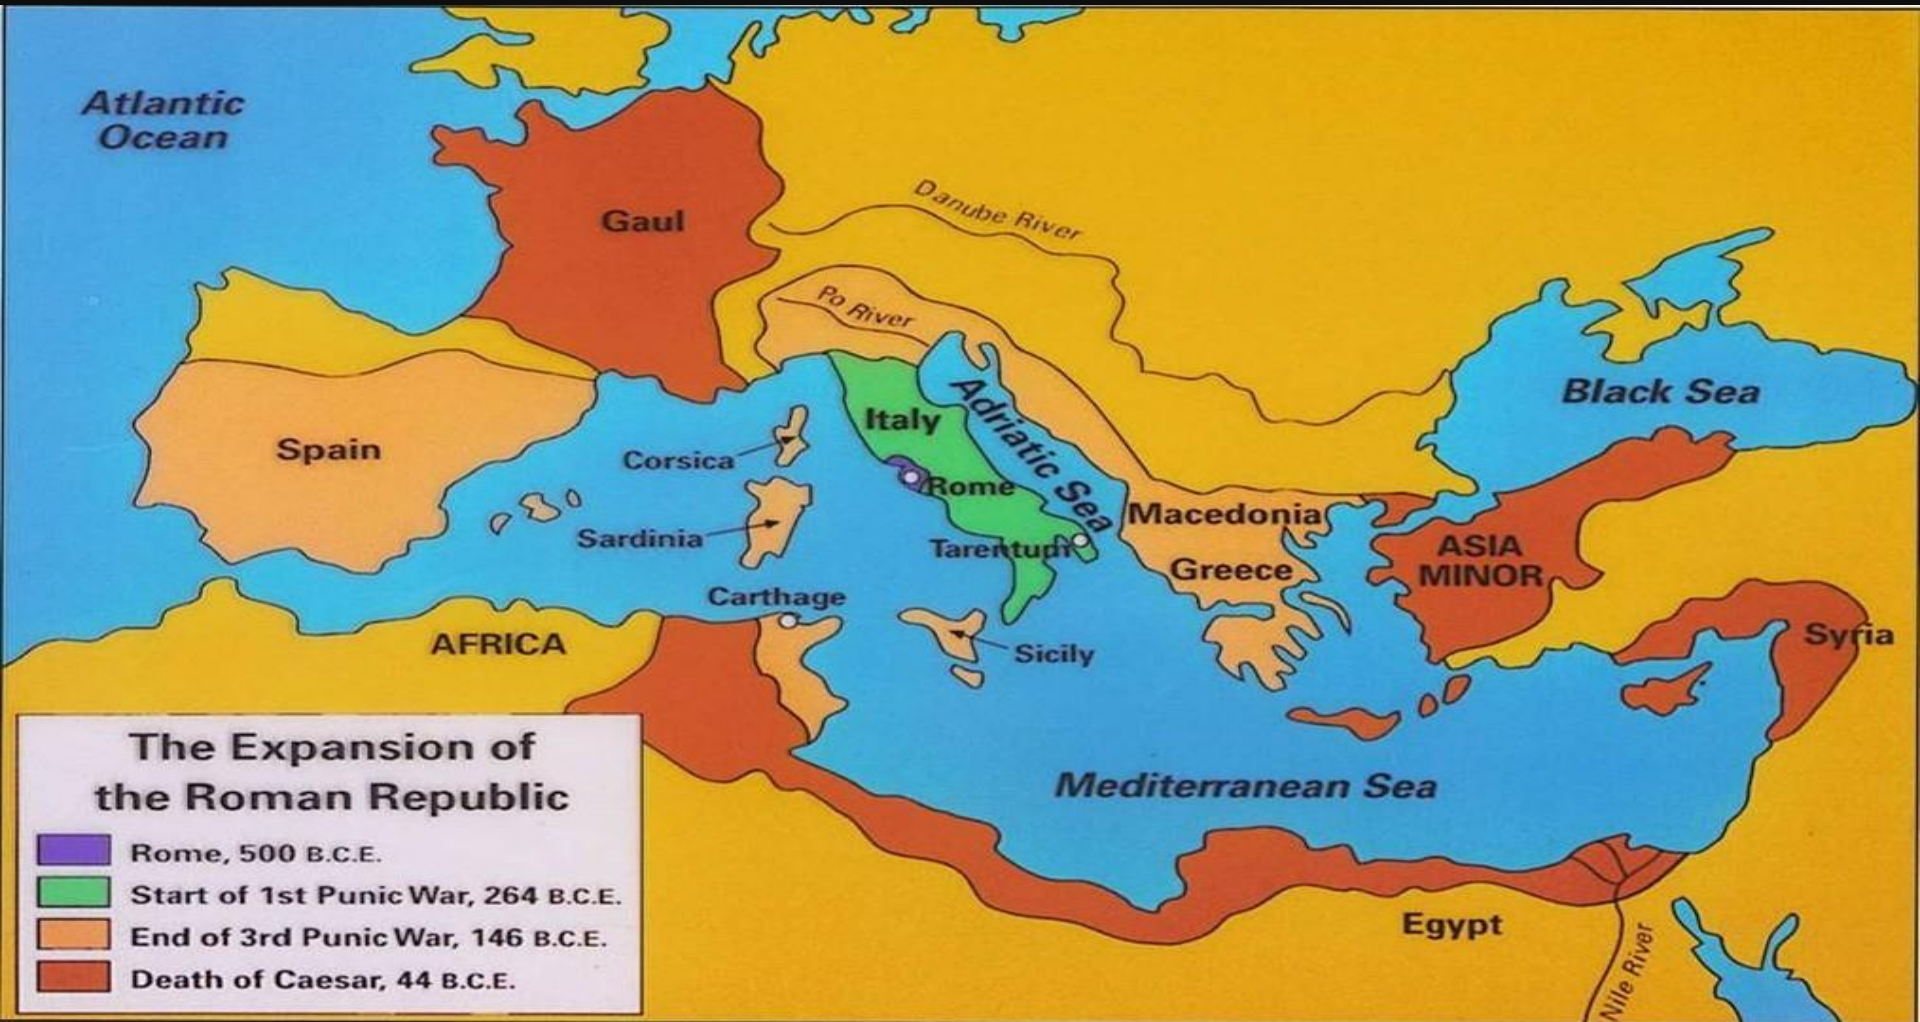 Atlantic
Ocean
Gaul
Danube River
Po River
Black Sea
Adriatic Sea
Italy
Spain
Corsica
Rome
Macedonia
Sardinia
Tarentum
ASIA
MINOR
Greece
Carthage
AFRICA
Sicily
Syria
Mediterranean Sea
Egypt
Nile River
The Expansion of
the Roman Republic
Rome, 500 B.C.E.
Start of 1st Punic War, 264 B.C.E.
End of 3rd Punic War, 146 B.C.E.
Death of Caesar, 44 B.C.E.